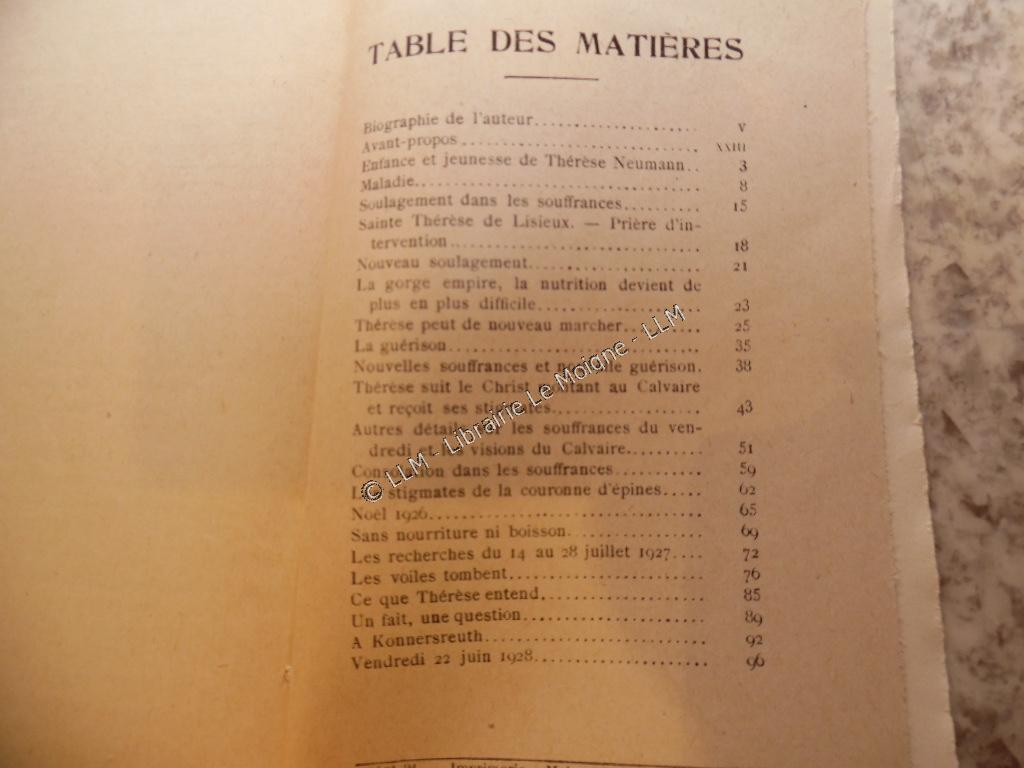 TABLE DES MATIÈRES
Biographie de l'auteur.................... V
Avant-propos.............................. XXIII
Enfance et jeunesse de Thérèse Neumann.. 3
Maladie................................... 8
Soulagement dans les souffrances.......... 15
Sainte Thérèse de Lisieux. — Prière d'in-
tervention................................ 18
Nouveau soulagement....................... 21
La gorge empire, la nutrition devient de
plus en plus difficile.................... 23
Thérèse peut de nouveau marcher.......... 25
La guérison............................... 35
Nouvelles souffrances et guérison. 38
Thérèse suit le Christ au Calvaire
et reçoit ses stigmates................... 43
Autres détails les souffrances du ven-
dredi et visions du Calvaire.......... 51
Consolation dans les souffrances.......... 59
stigmates de la couronne d'épines..... 62
Noël 1926................................. 65
Sans nourriture ni boisson................ 69
Les recherches du 14 au 28 juillet 1927.... 72
Les voiles tombent........................ 76
Ce que Thérèse entend..................... 85
Un fait, une question..................... 89
A Konnersreuth............................ 92
Vendredi 22 juin 1928..................... 96
© LLM - Librairie Le Moigne - LLM
Imprimerie